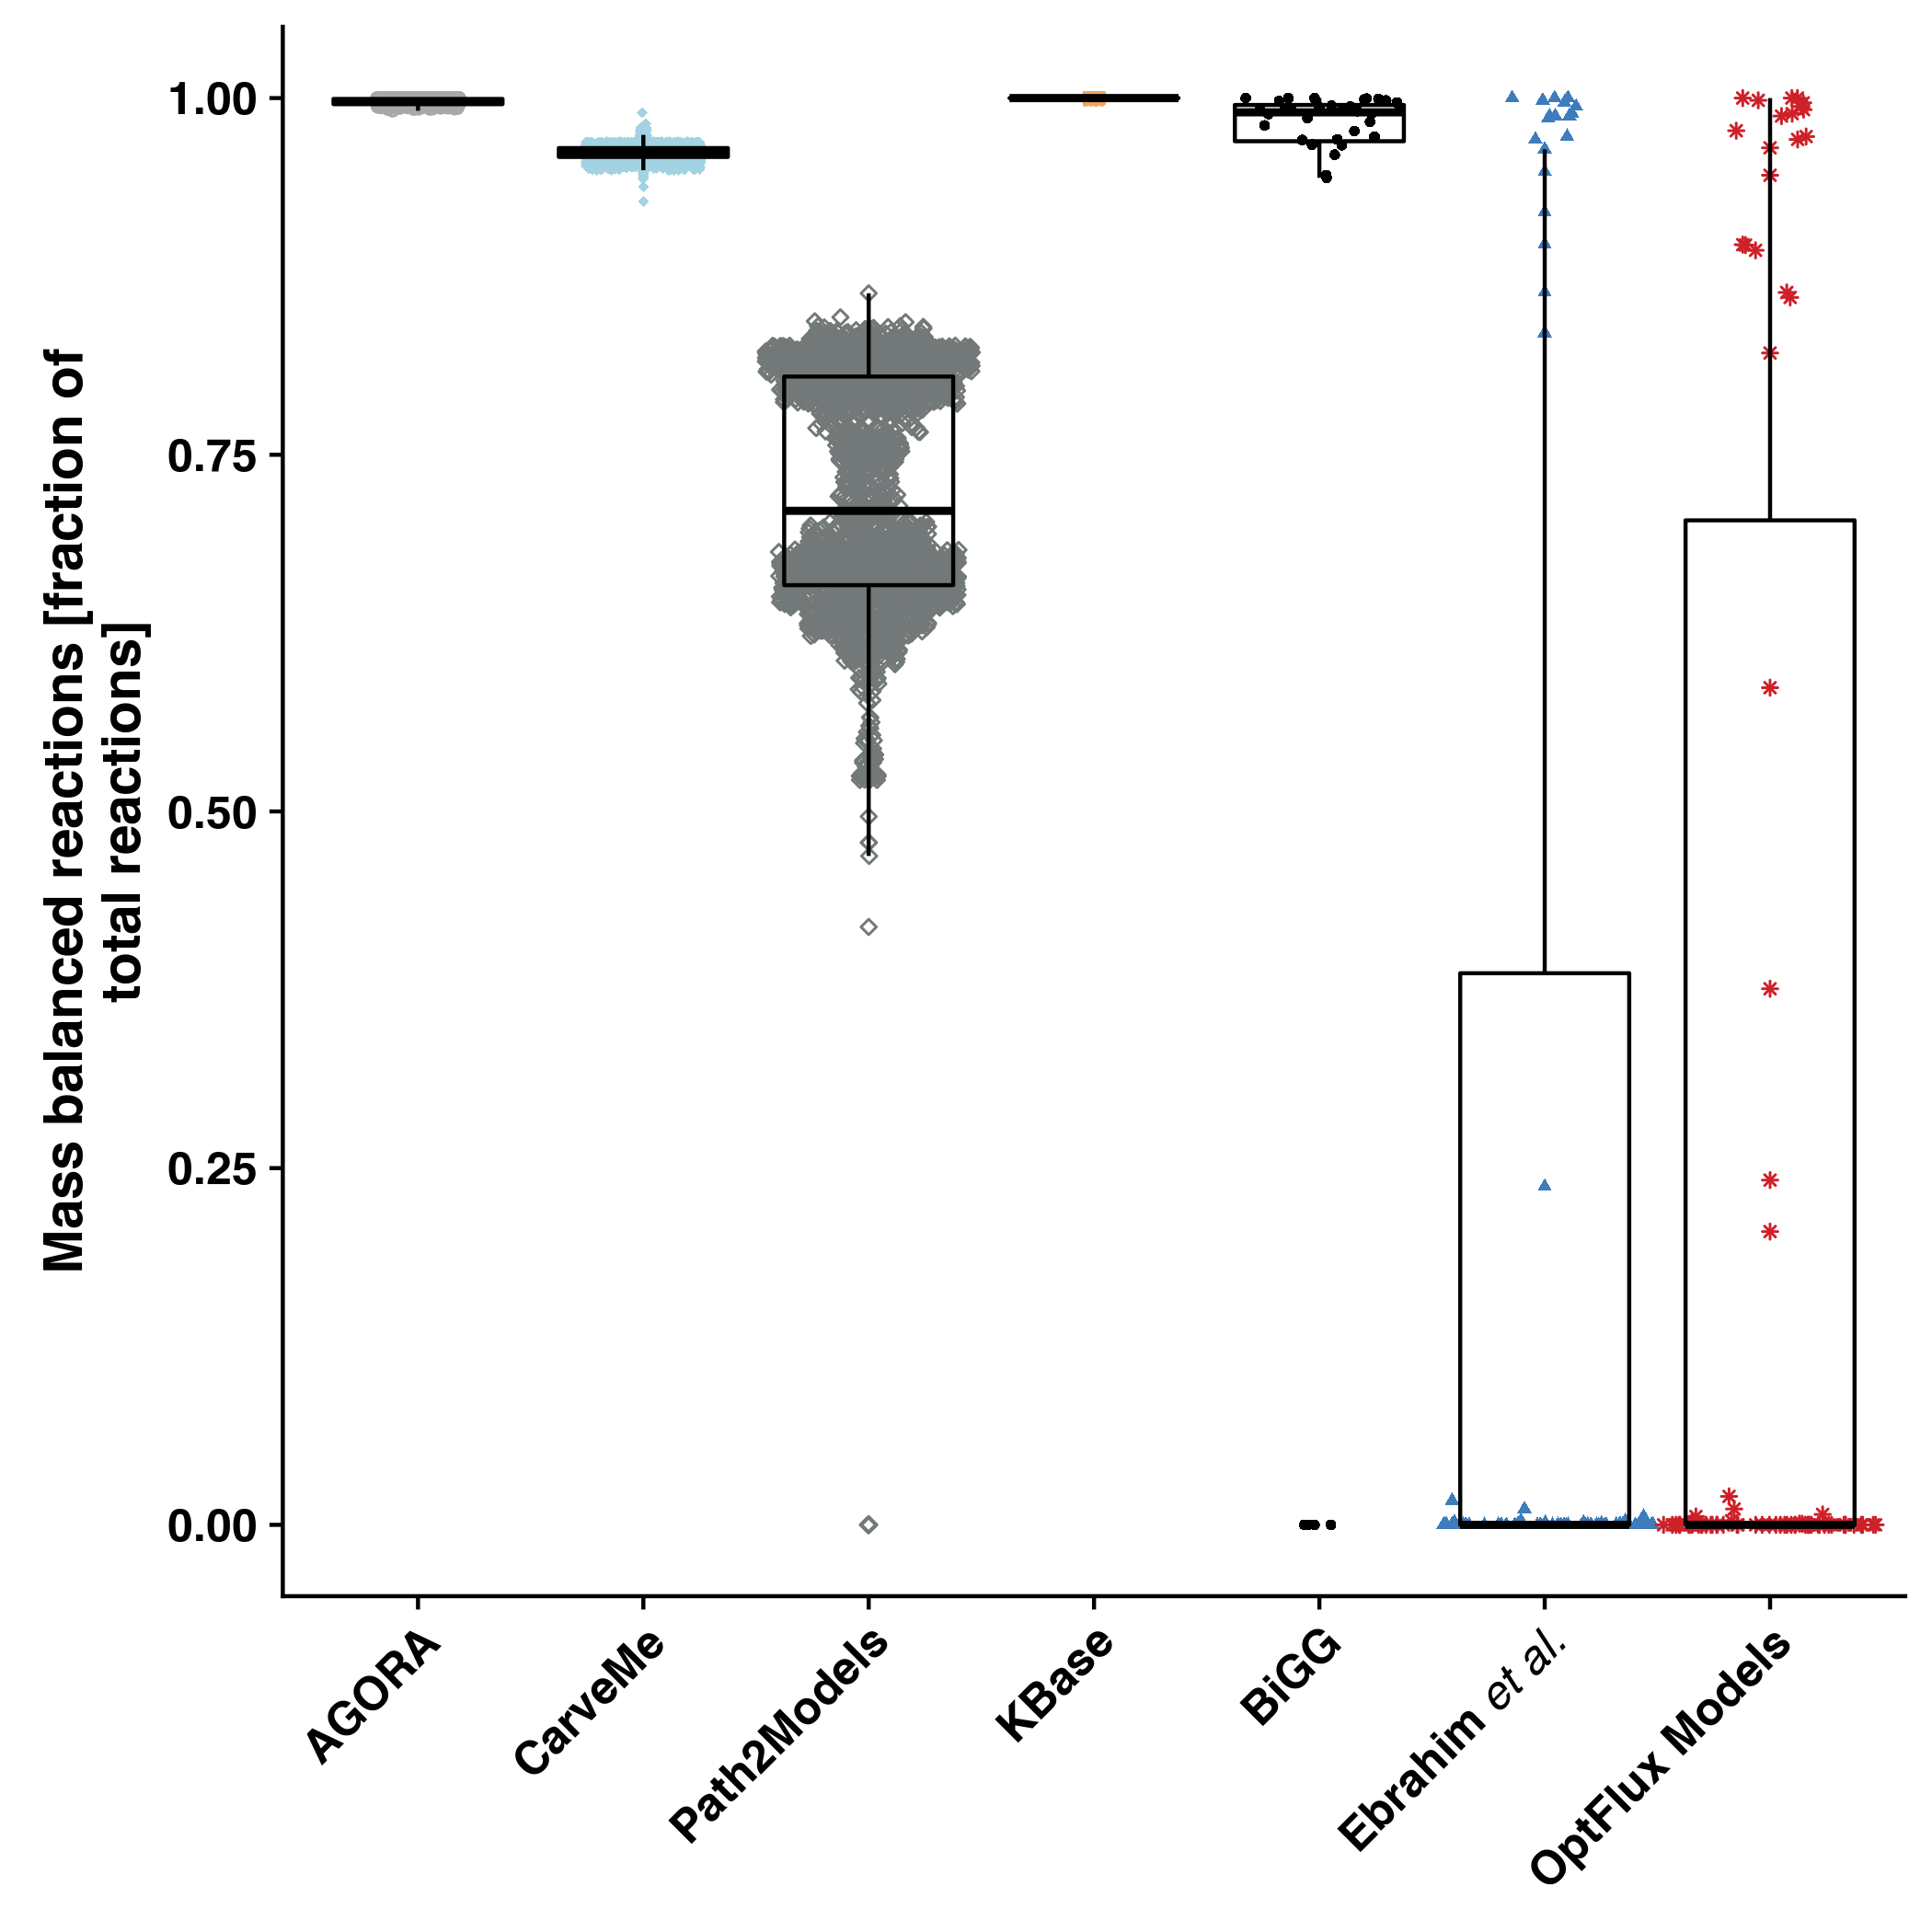 Mass balanced reactions [fraction of
total reactions]
1.00
0.75
0.50
0.25
0.00
AGORA
CarveMe
Path2Models
KBase
BiGG
Ebrahim et al.
OptFlux Models